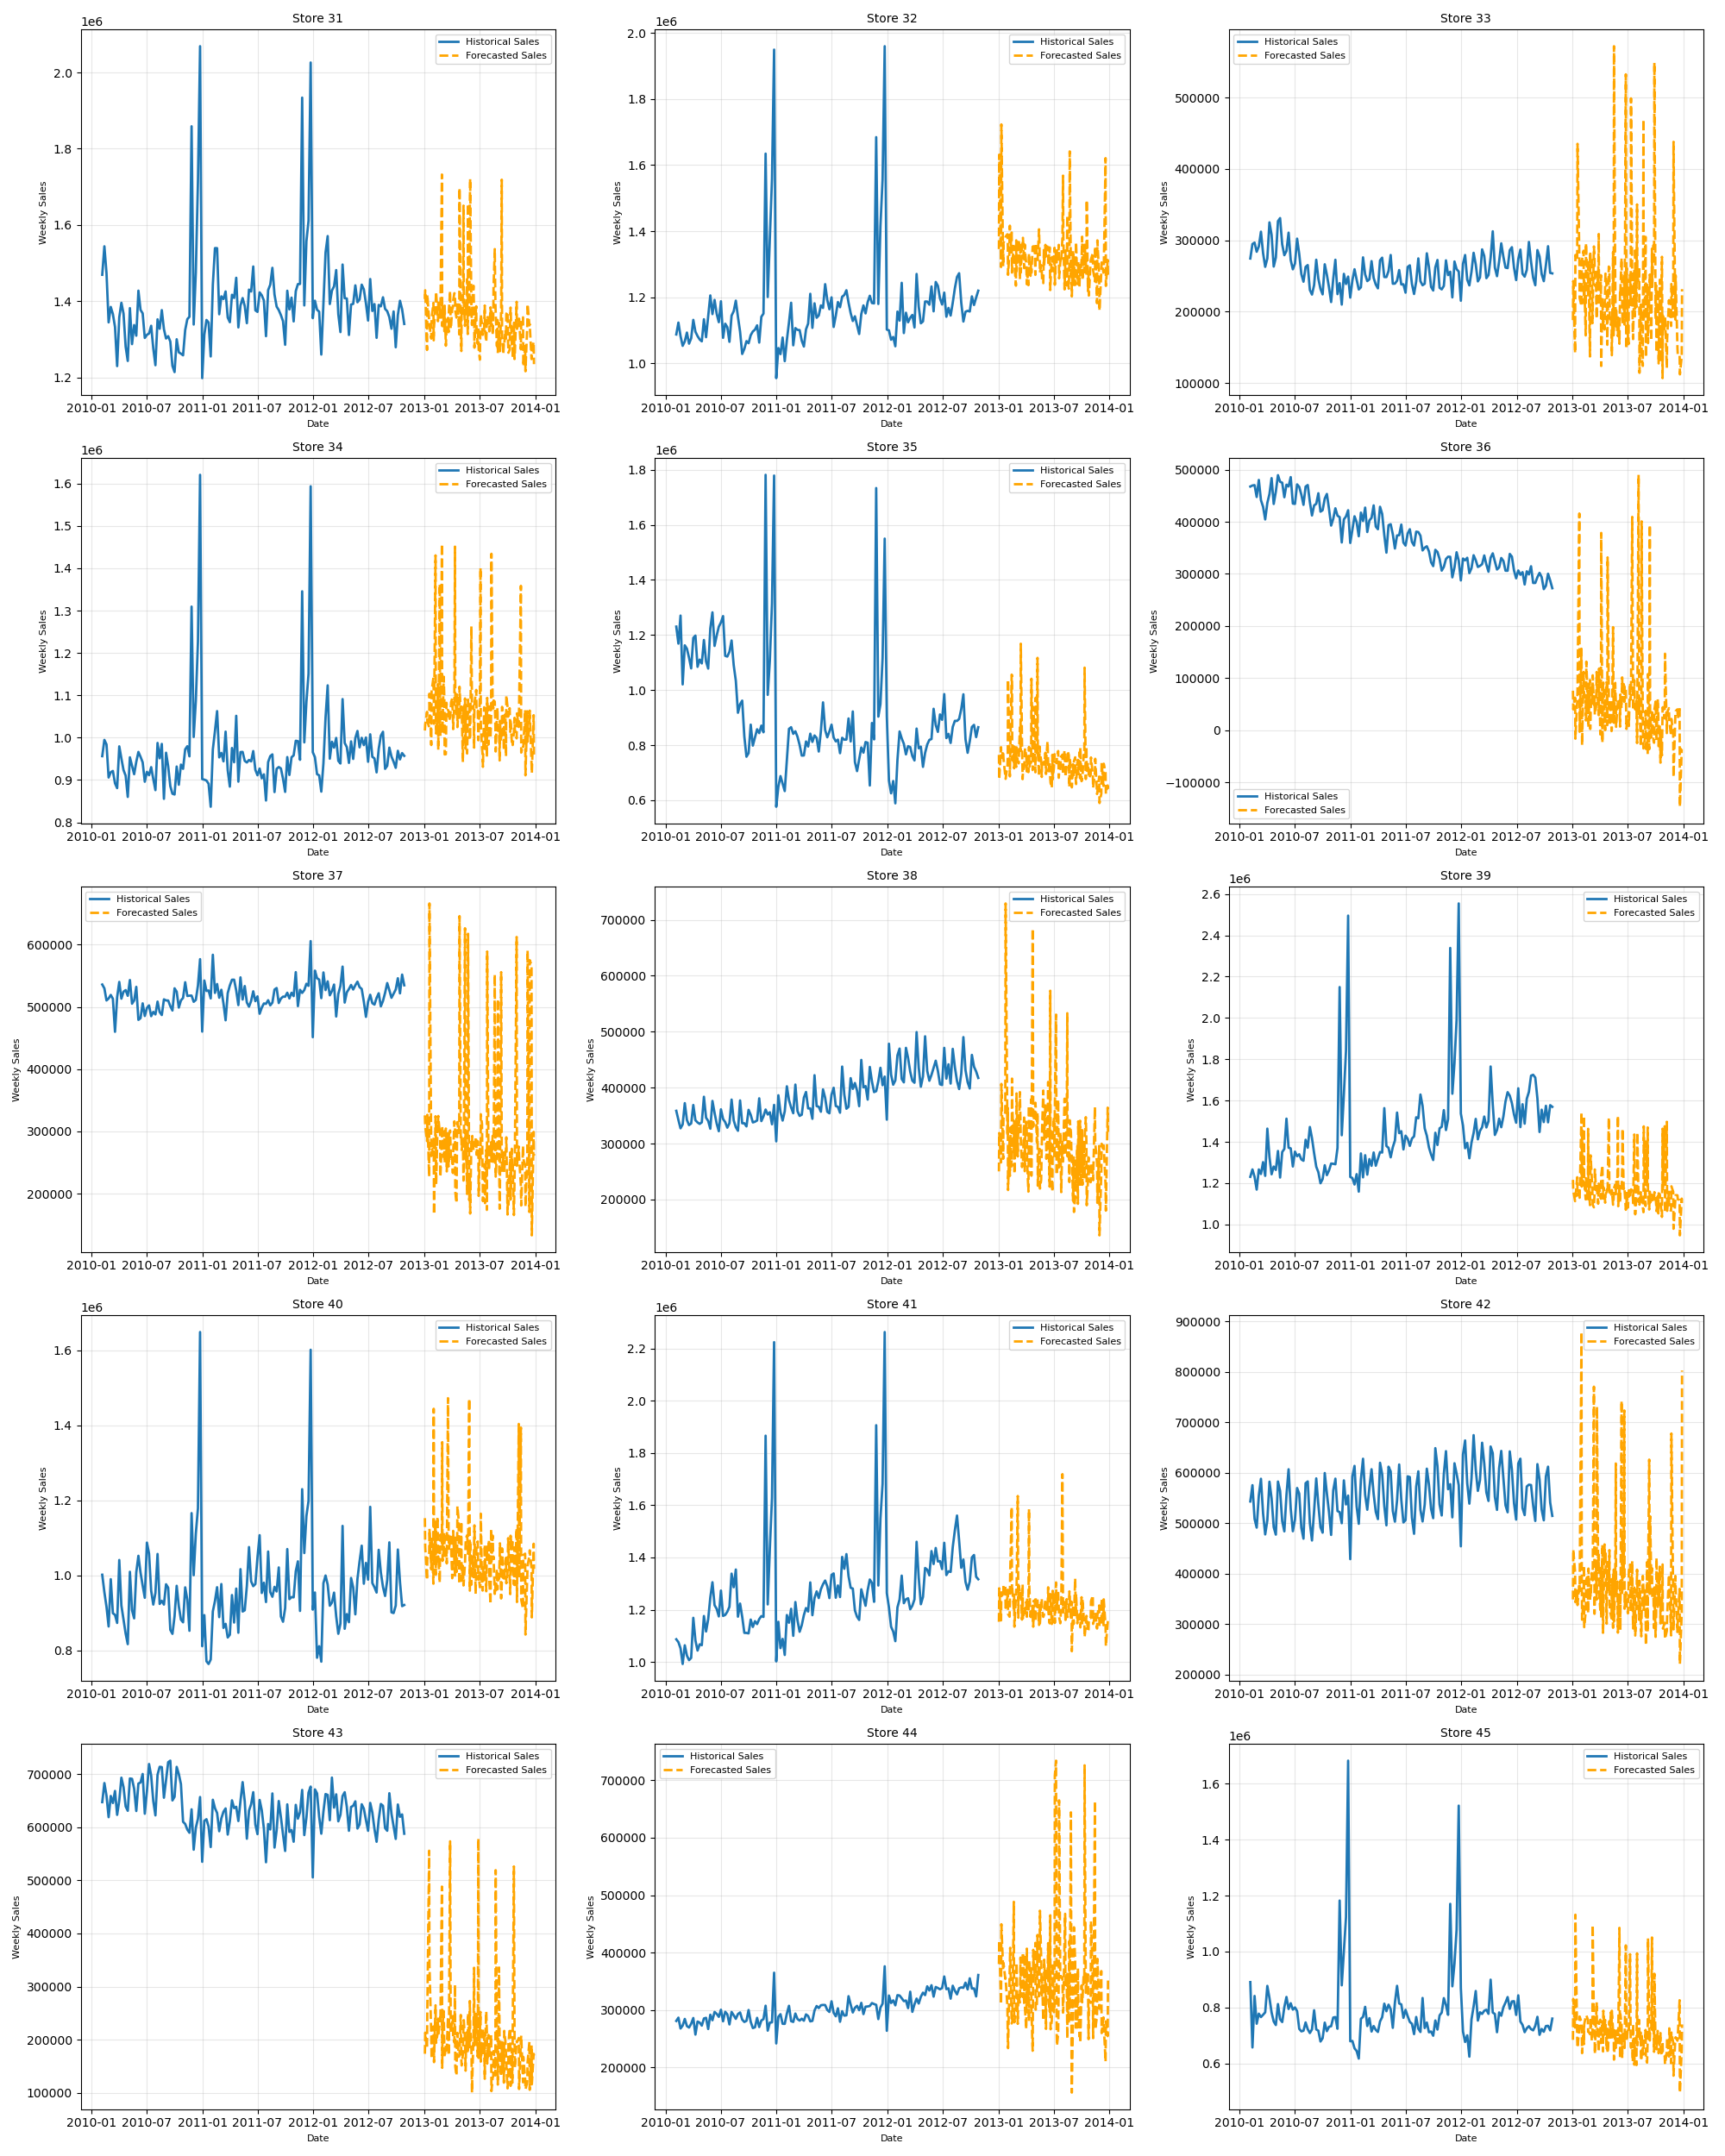 Store 31
1e6
Weekly Sales
2.0
1.8
1.6
1.4
1.2
Historical Sales
Forecasted Sales
2010-01 2010-07 2011-01 2011-07 2012-01 2012-07 2013-01 2013-07 2014-01
Date
Store 32
1e6
Weekly Sales
2.0
1.8
1.6
1.4
1.2
1.0
Historical Sales
Forecasted Sales
2010-01 2010-07 2011-01 2011-07 2012-01 2012-07 2013-01 2013-07 2014-01
Date
Store 33
Weekly Sales
500000
400000
300000
200000
100000
Historical Sales
Forecasted Sales
2010-01 2010-07 2011-01 2011-07 2012-01 2012-07 2013-01 2013-07 2014-01
Date
Store 34
1e6
Weekly Sales
1.6
1.5
1.4
1.3
1.2
1.1
1.0
0.9
0.8
Historical Sales
Forecasted Sales
2010-01 2010-07 2011-01 2011-07 2012-01 2012-07 2013-01 2013-07 2014-01
Date
Store 35
1e6
Weekly Sales
1.8
1.6
1.4
1.2
1.0
0.8
0.6
Historical Sales
Forecasted Sales
2010-01 2010-07 2011-01 2011-07 2012-01 2012-07 2013-01 2013-07 2014-01
Date
Store 36
Weekly Sales
500000
400000
300000
200000
100000
0
−100000
Historical Sales
Forecasted Sales
2010-01 2010-07 2011-01 2011-07 2012-01 2012-07 2013-01 2013-07 2014-01
Date
Store 37
Weekly Sales
600000
500000
400000
300000
200000
Historical Sales
Forecasted Sales
2010-01 2010-07 2011-01 2011-07 2012-01 2012-07 2013-01 2013-07 2014-01
Date
Store 38
Weekly Sales
700000
600000
500000
400000
300000
200000
Historical Sales
Forecasted Sales
2010-01 2010-07 2011-01 2011-07 2012-01 2012-07 2013-01 2013-07 2014-01
Date
Store 39
1e6
Weekly Sales
2.6
2.4
2.2
2.0
1.8
1.6
1.4
1.2
1.0
Historical Sales
Forecasted Sales
2010-01 2010-07 2011-01 2011-07 2012-01 2012-07 2013-01 2013-07 2014-01
Date
Store 40
1e6
Weekly Sales
1.6
1.4
1.2
1.0
0.8
Historical Sales
Forecasted Sales
2010-01 2010-07 2011-01 2011-07 2012-01 2012-07 2013-01 2013-07 2014-01
Date
Store 41
1e6
Weekly Sales
2.2
2.0
1.8
1.6
1.4
1.2
1.0
Historical Sales
Forecasted Sales
2010-01 2010-07 2011-01 2011-07 2012-01 2012-07 2013-01 2013-07 2014-01
Date
Store 42
Weekly Sales
900000
800000
700000
600000
500000
400000
300000
200000
Historical Sales
Forecasted Sales
2010-01 2010-07 2011-01 2011-07 2012-01 2012-07 2013-01 2013-07 2014-01
Date
Store 43
Weekly Sales
700000
600000
500000
400000
300000
200000
100000
Historical Sales
Forecasted Sales
2010-01 2010-07 2011-01 2011-07 2012-01 2012-07 2013-01 2013-07 2014-01
Date
Store 44
Weekly Sales
700000
600000
500000
400000
300000
200000
Historical Sales
Forecasted Sales
2010-01 2010-07 2011-01 2011-07 2012-01 2012-07 2013-01 2013-07 2014-01
Date
Store 45
1e6
Weekly Sales
1.6
1.4
1.2
1.0
0.8
0.6
Historical Sales
Forecasted Sales
2010-01 2010-07 2011-01 2011-07 2012-01 2012-07 2013-01 2013-07 2014-01
Date